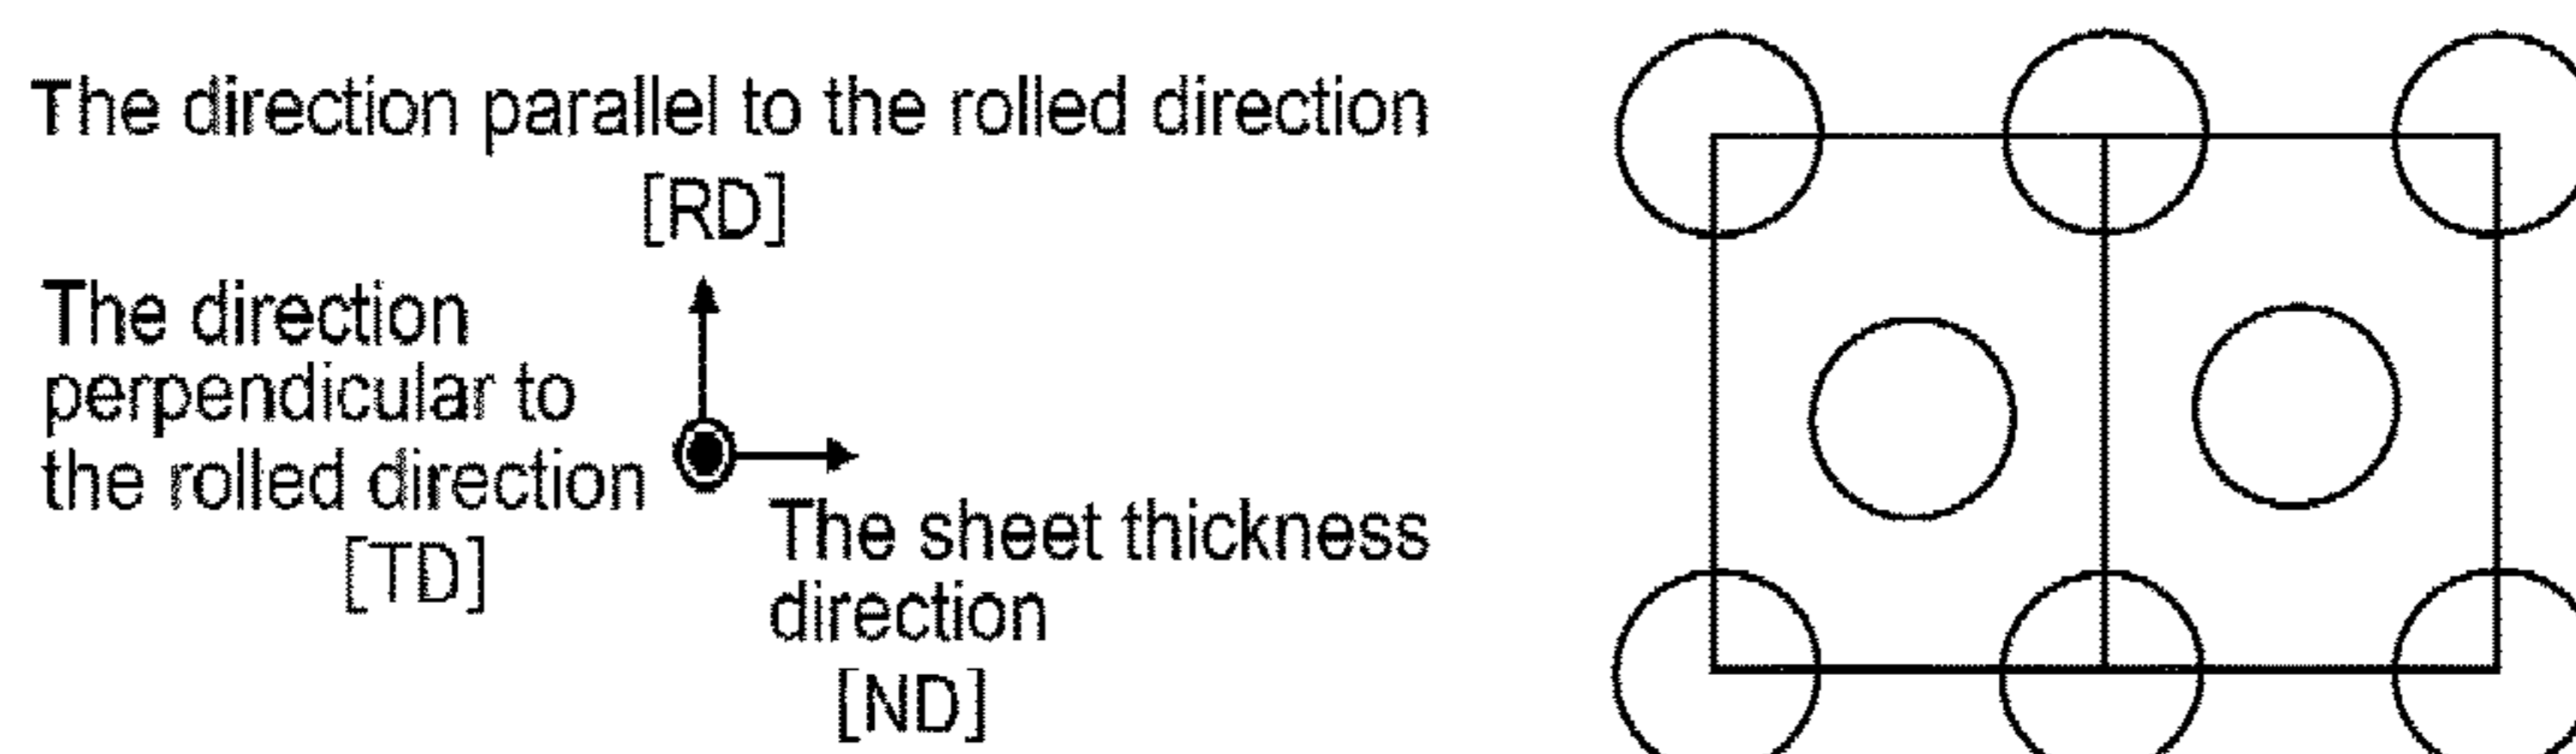 The direction parallel to the rolled direction
[RD]
The direction
perpendicular to
the rolled direction
[TD]
The sheet thickness
direction
[ND]